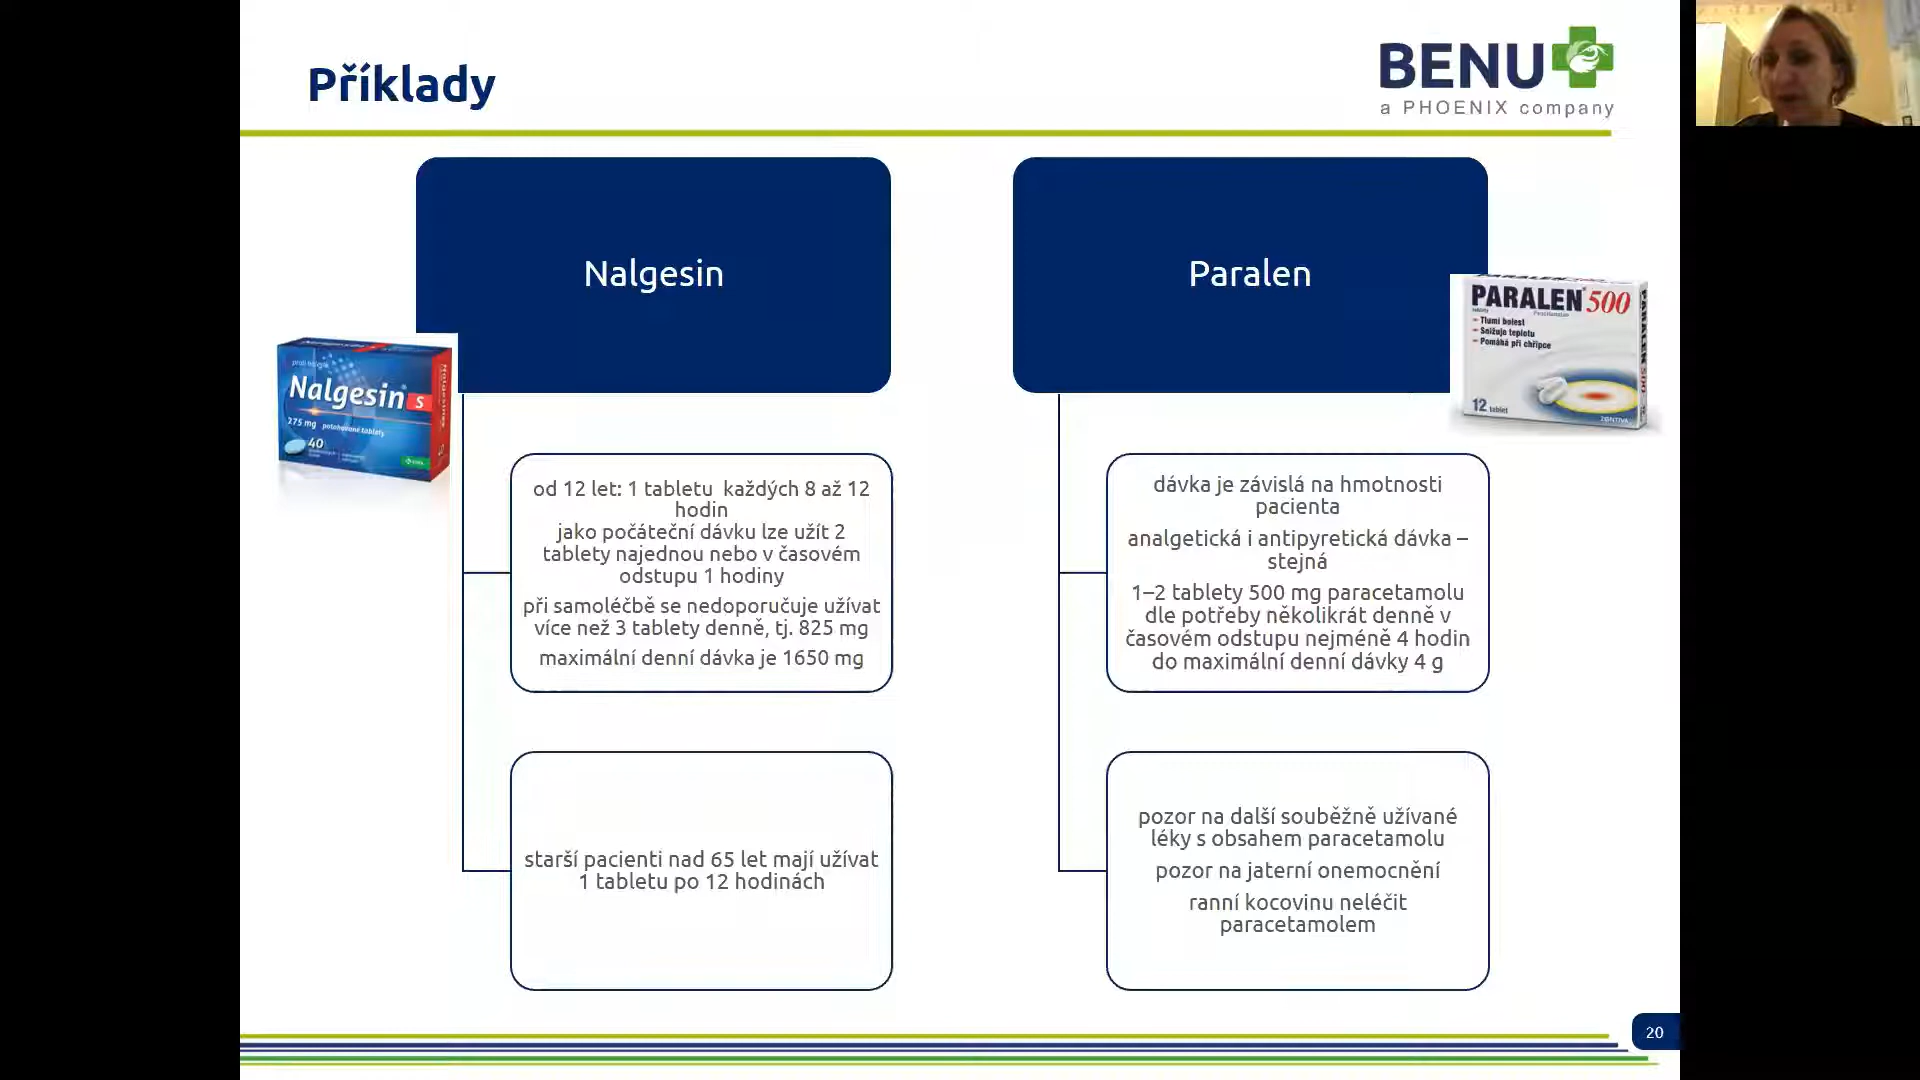 Příklady
BENU
a PHOENIX company
Nalgesin
Nalgesin S
275 mg potahované tablety
40
od 12 let: 1 tabletu každých 8 až 12
hodin
jako počáteční dávku lze užít 2
tablety najednou nebo v časovém
odstupu 1 hodiny
při samoléčbě se nedoporučuje užívat
více než 3 tablety denně, tj. 825 mg
maximální denní dávka je 1650 mg
starší pacienti nad 65 let mají užívat
1 tabletu po 12 hodinách
Paralen
PARALEN 500
– Tlumí bolest
– Snižuje teplotu
– Pomáhá při chřipce
12 tablet
ZENTIVA
PARALEN 500
dávka je závislá na hmotnosti
pacienta
analgetická i antipyretická dávka –
stejná
1–2 tablety 500 mg paracetamolu
dle potřeby několikrát denně v
časovém odstupu nejméně 4 hodin
do maximální denní dávky 4 g
pozor na další souběžně užívané
léky s obsahem paracetamolu
pozor na jaterní onemocnění
ranní kocovinu neléčit
paracetamolem
20